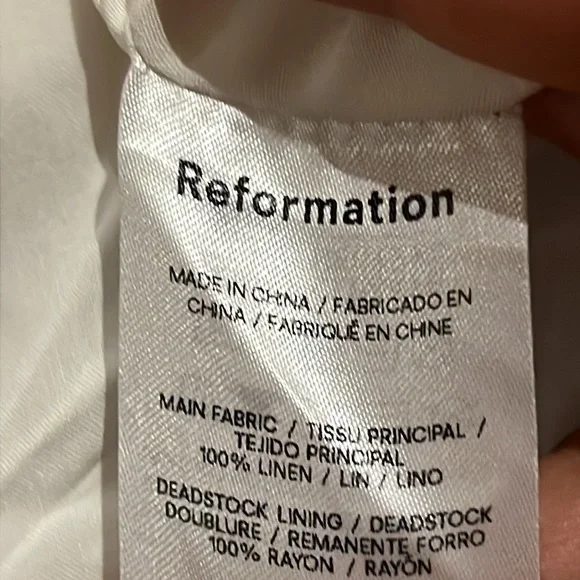 Reformation
MADE IN CHINA / FABRICADO EN
CHINA / FABRIQUÉ EN CHINE
MAIN FABRIC / TISSU PRINCIPAL /
TEJIDO PRINCIPAL
100% LINEN / LIN / LINO
DEADSTOCK LINING / DEADSTOCK
DOUBLURE / REMANENTE FORRO
100% RAYON / RAYÓN